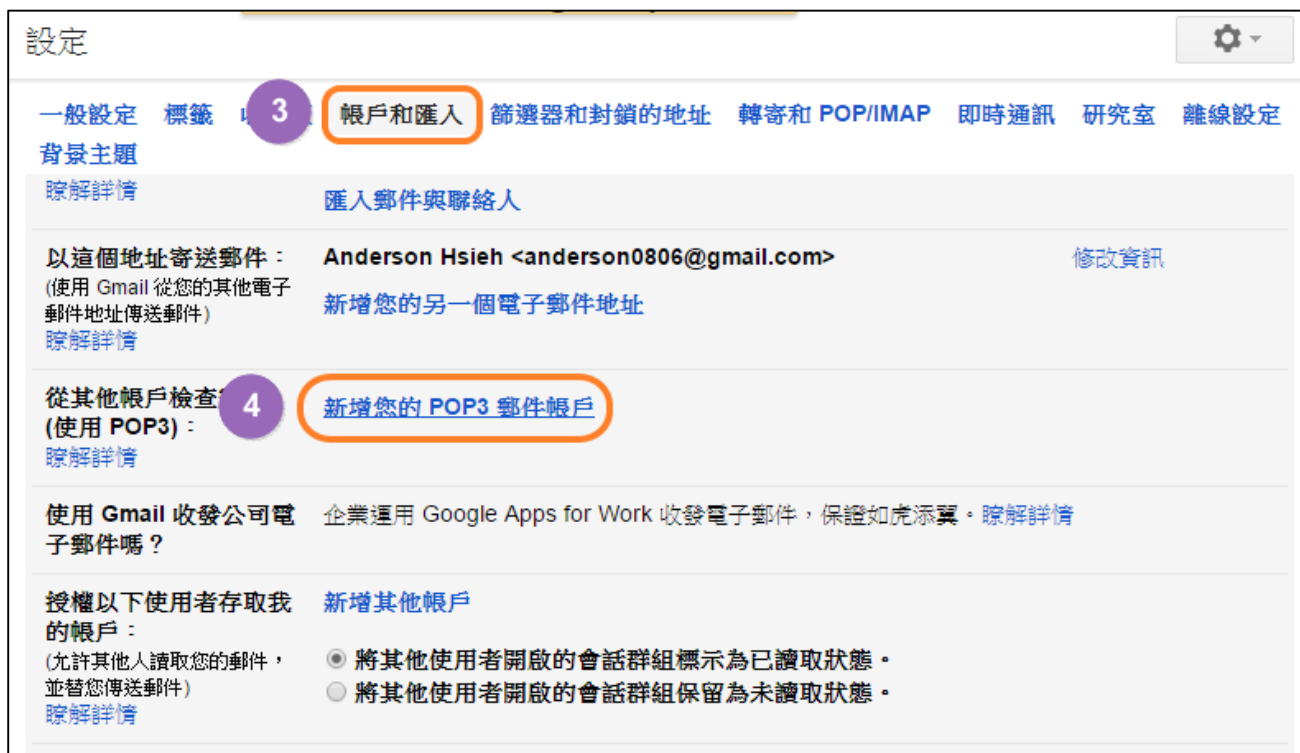 設定
一般設定 標籤 3 帳戶和匯入 篩選器和封鎖的地址 轉寄和 POP/IMAP 即時通訊 研究室 離線設定
背景主題
瞭解詳情
匯入郵件與聯絡人
以這個地址寄送郵件：
Anderson Hsieh <anderson0806@gmail.com>
修改資訊
(使用 Gmail 從您的其他電子
郵件地址傳送郵件)
新增您的另一個電子郵件地址
瞭解詳情
從其他帳戶檢查
4
新增您的 POP3 郵件帳戶
(使用 POP3)：
瞭解詳情
使用 Gmail 收發公司電
子郵件嗎？
企業運用 Google Apps for Work 收發電子郵件，保證如虎添翼。瞭解詳情
授權以下使用者存取我
的帳戶：
新增其他帳戶
(允許其他人讀取您的郵件，
並替您傳送郵件)
瞭解詳情
將其他使用者開啟的會話群組標示為已讀取狀態。
將其他使用者開啟的會話群組保留為未讀取狀態。